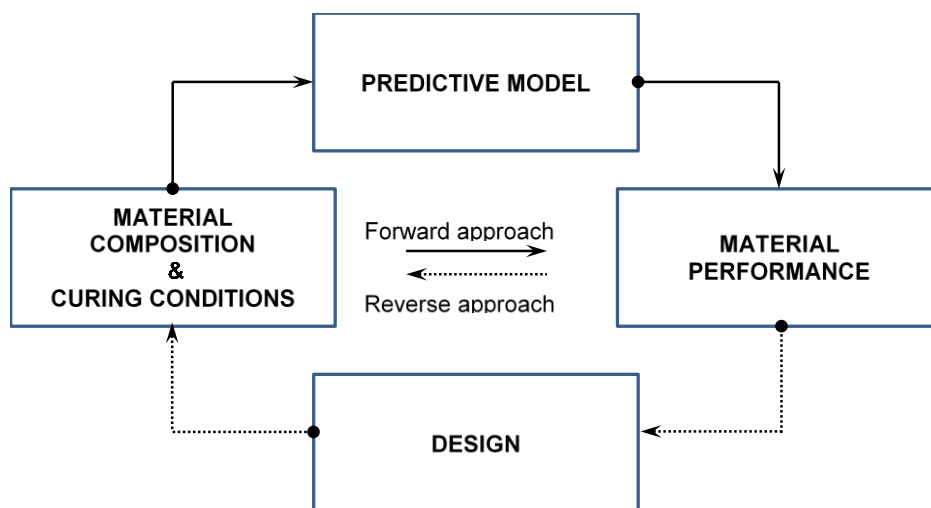 PREDICTIVE MODEL
MATERIAL
COMPOSITION
&
CURING CONDITIONS
Forward approach
Reverse approach
MATERIAL
PERFORMANCE
DESIGN